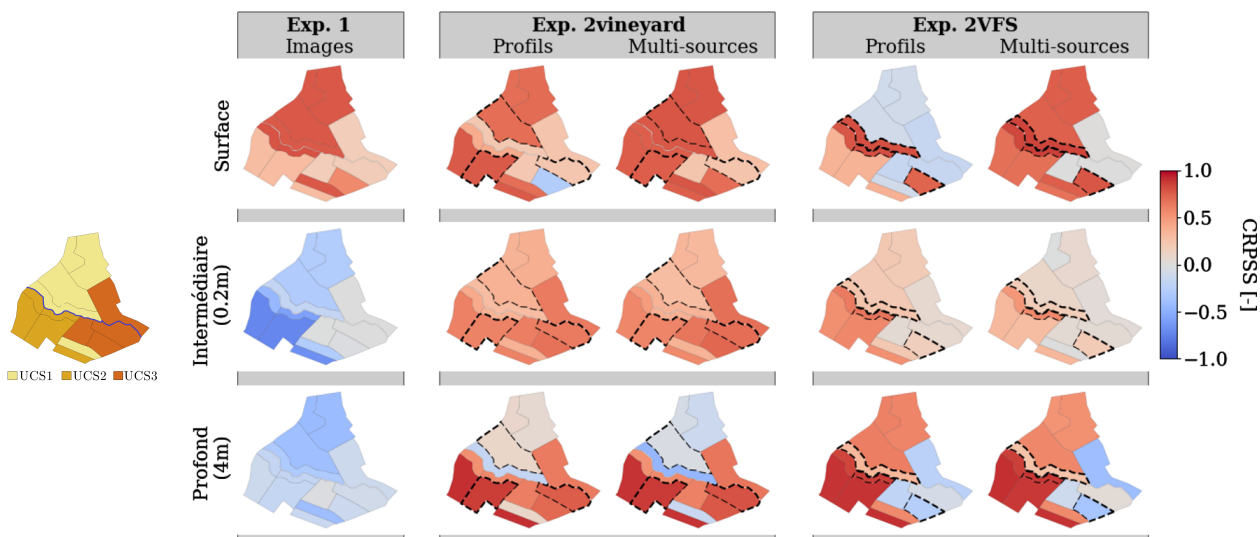 Exp. 1
Images
Exp. 2vineyard
Profils Multi-sources
Exp. 2VFS
Profils Multi-sources
Surface
Intermédiaire
(0.2m)
Profond
(4m)
UCS1 UCS2 UCS3
1.0
0.5
0.0
−0.5
−1.0
CRPSS [-]